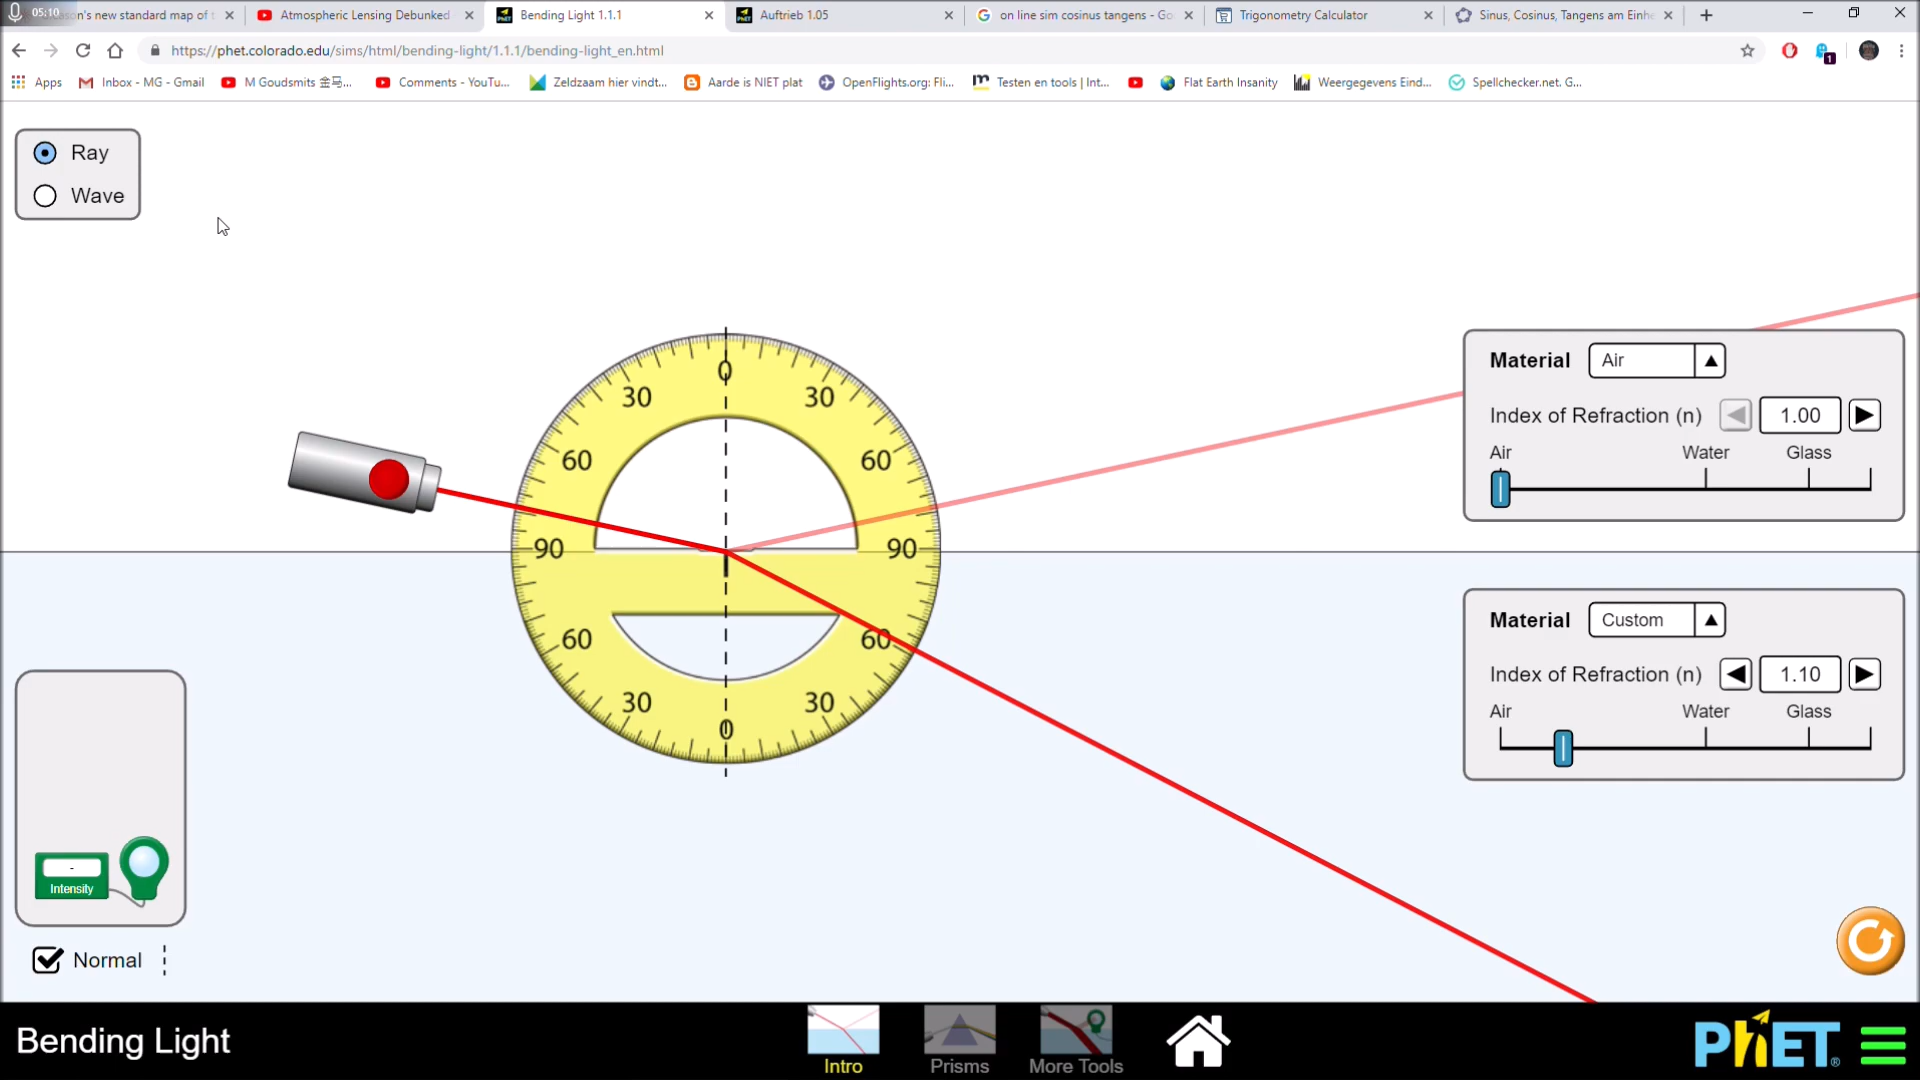 05:10 ason's new standard map of t
Atmospheric Lensing Debunked
Bending Light 1.1.1
Auftrieb 1.05
on line sim cosinus tangens - Go
Trigonometry Calculator
Sinus, Cosinus, Tangens am Einhe
https://phet.colorado.edu/sims/html/bending-light/1.1.1/bending-light_en.html
1
Apps
Inbox - MG - Gmail
M Goudsmits 金马...
Comments - YouTu...
Zeldzaam hier vindt...
Aarde is NIET plat
OpenFlights.org: Fli...
Testen en tools | Int...
Flat Earth Insanity
Weergegevens Eind...
Spellchecker.net. G...
Ray
Wave
0
30 30
60 60
90 90
60 60
30 30
0
Material Air
Index of Refraction (n) 1.00
Air Water Glass
Material Custom
Index of Refraction (n) 1.10
Air Water Glass
-
Intensity
Normal
Bending Light
Intro
Prisms
More Tools
PhET